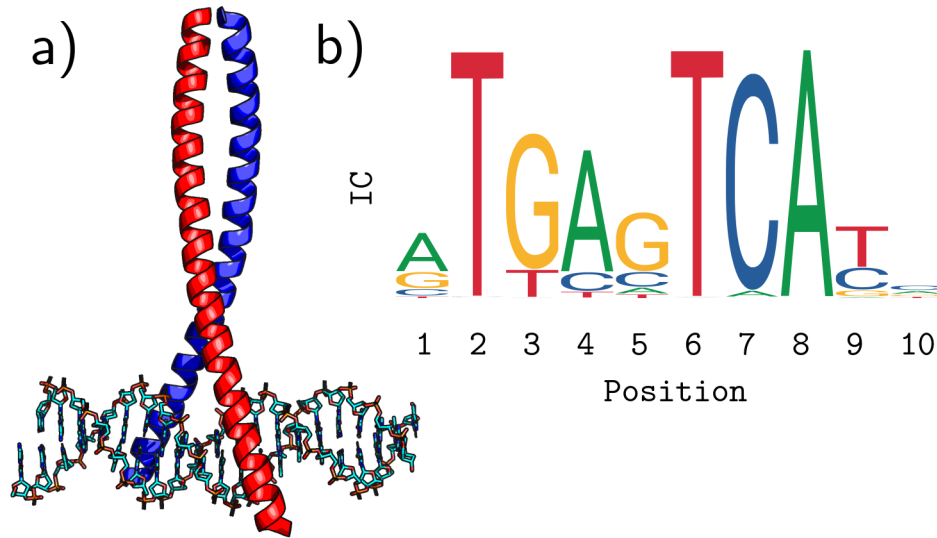 a)
b)
IC
A T G A G T C A T C
G T C C A C C
C T A G A
T T
1 2 3 4 5 6 7 8 9 10
Position